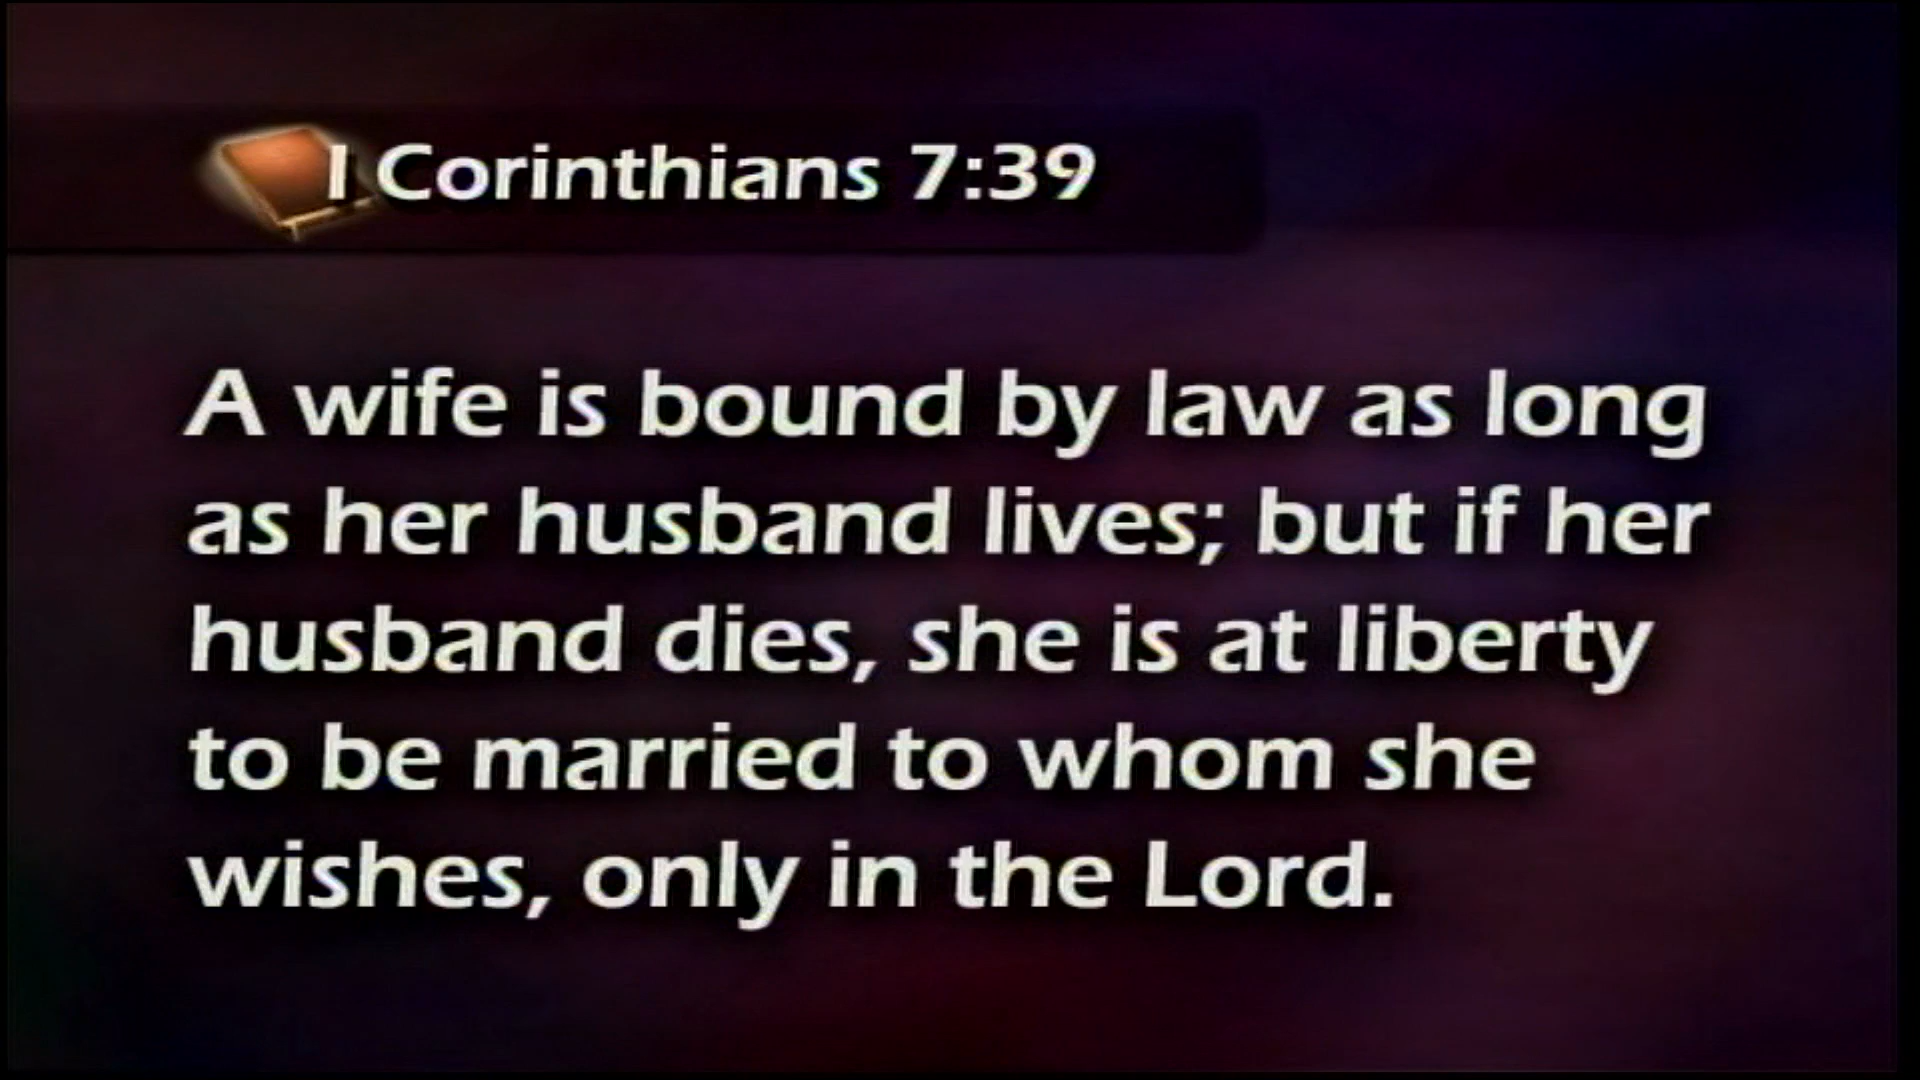 I Corinthians 7:39
A wife is bound by law as long
as her husband lives; but if her
husband dies, she is at liberty
to be married to whom she
wishes, only in the Lord.